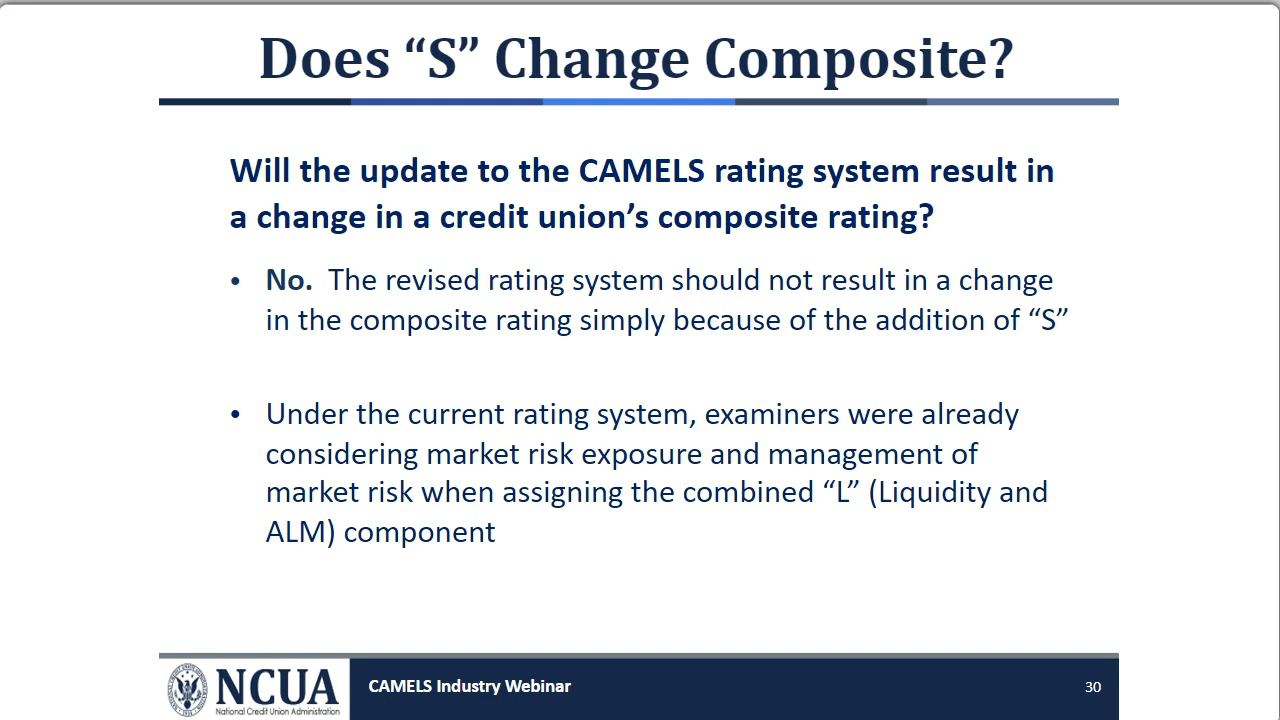 Does “S” Change Composite?
Will the update to the CAMELS rating system result in
a change in a credit union’s composite rating?
• No.  The revised rating system should not result in a change
in the composite rating simply because of the addition of “S”
• Under the current rating system, examiners were already
considering market risk exposure and management of
market risk when assigning the combined “L” (Liquidity and
ALM) component
NCUA
National Credit Union Administration
CAMELS Industry Webinar
30